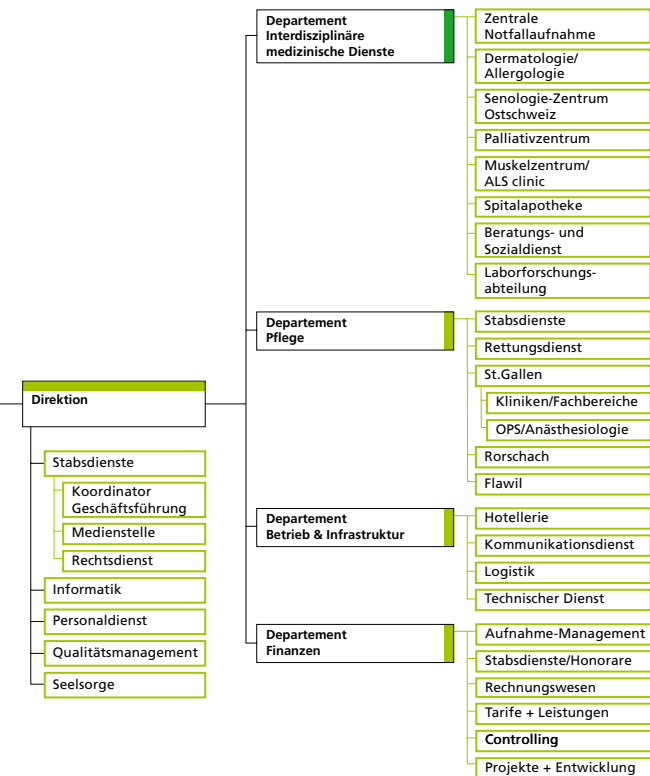 Direktion
Stabsdienste
Koordinator
Geschäftsführung
Medienstelle
Rechtsdienst
Informatik
Personaldienst
Qualitätsmanagement
Seelsorge
Departement
Interdisziplinäre
medizinische Dienste
Zentrale
Notfallaufnahme
Dermatologie/
Allergologie
Senologie-Zentrum
Ostschweiz
Palliativzentrum
Muskelzentrum/
ALS clinic
Spitalapotheke
Beratungs- und
Sozialdienst
Laborforschungs-
abteilung
Departement
Pflege
Stabsdienste
Rettungsdienst
St.Gallen
Kliniken/Fachbereiche
OPS/Anästhesiologie
Rorschach
Flawil
Departement
Betrieb & Infrastruktur
Hotellerie
Kommunikationsdienst
Logistik
Technischer Dienst
Departement
Finanzen
Aufnahme-Management
Stabsdienste/Honorare
Rechnungswesen
Tarife + Leistungen
Controlling
Projekte + Entwicklung